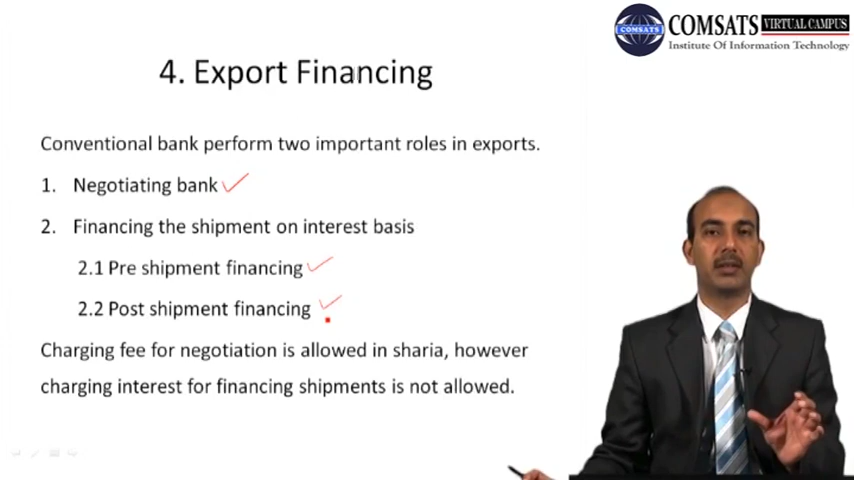 COMSATS
COMSATS VIRTUAL CAMPUS
Institute Of Information Technology
4. Export Financing
Conventional bank perform two important roles in exports.
1. Negotiating bank
2. Financing the shipment on interest basis
2.1 Pre shipment financing
2.2 Post shipment financing
Charging fee for negotiation is allowed in sharia, however
charging interest for financing shipments is not allowed.